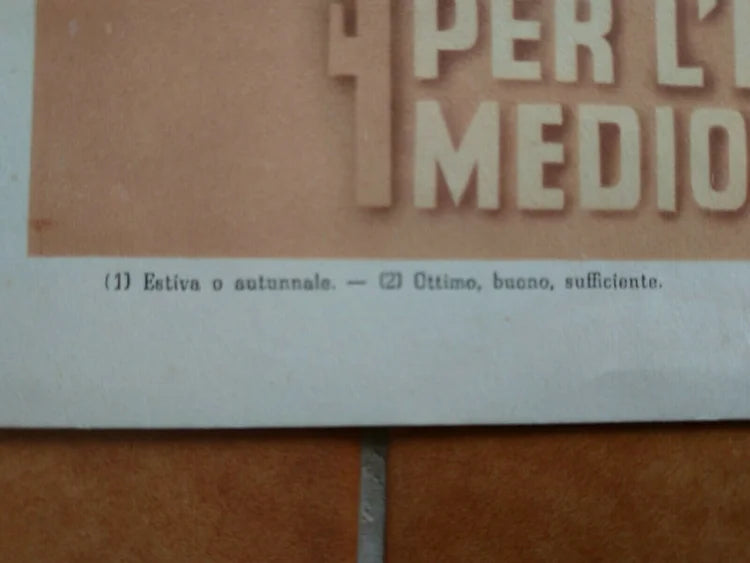 PER L'
MEDIO
(1) Estiva o autunnale. — (2) Ottimo, buono, sufficiente.